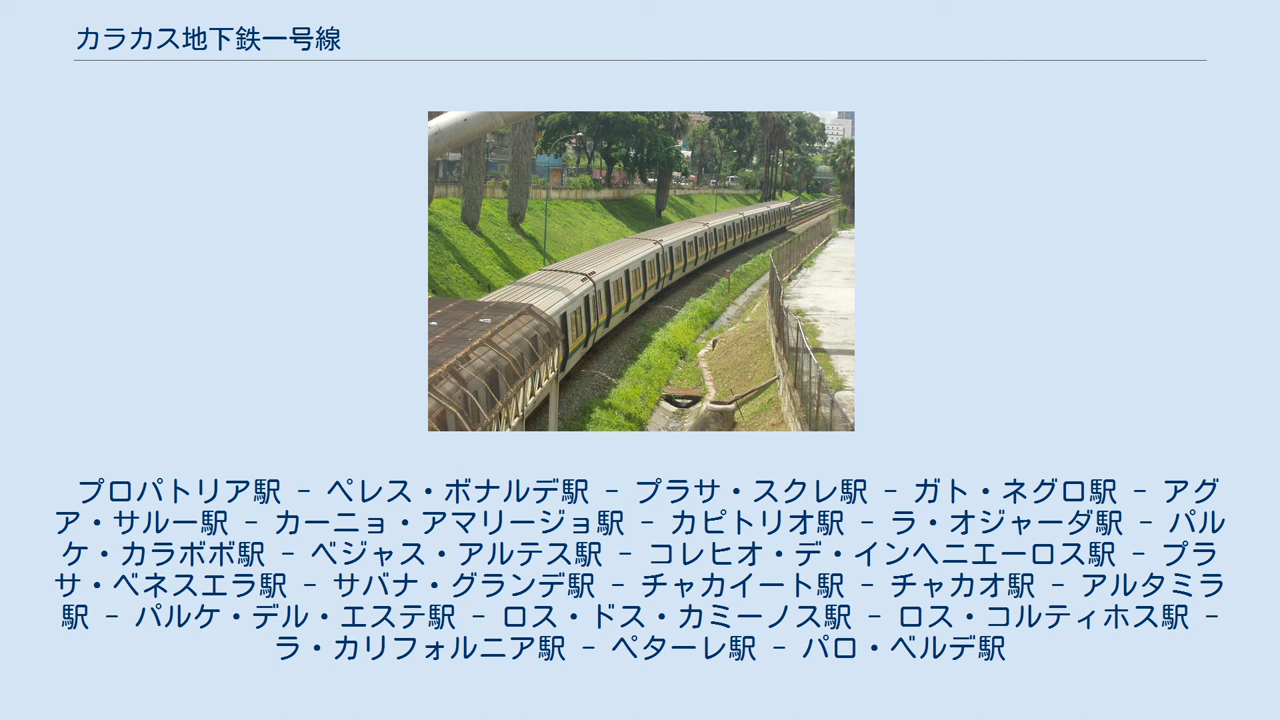 カラカス地下鉄一号線
プロパトリア駅 - ペレス・ボナルデ駅 - プラサ・スクレ駅 - ガト・ネグロ駅 - アグ
ア・サルー駅 - カーニョ・アマリージョ駅 - カピトリオ駅 - ラ・オジャーダ駅 - パル
ケ・カラボボ駅 - ベジャス・アルテス駅 - コレヒオ・デ・インヘニエーロス駅 - プラ
サ・ベネスエラ駅 - サバナ・グランデ駅 - チャカイート駅 - チャカオ駅 - アルタミラ
駅 - パルケ・デル・エステ駅 - ロス・ドス・カミーノス駅 - ロス・コルティホス駅 -
ラ・カリフォルニア駅 - ペターレ駅 - パロ・ベルデ駅